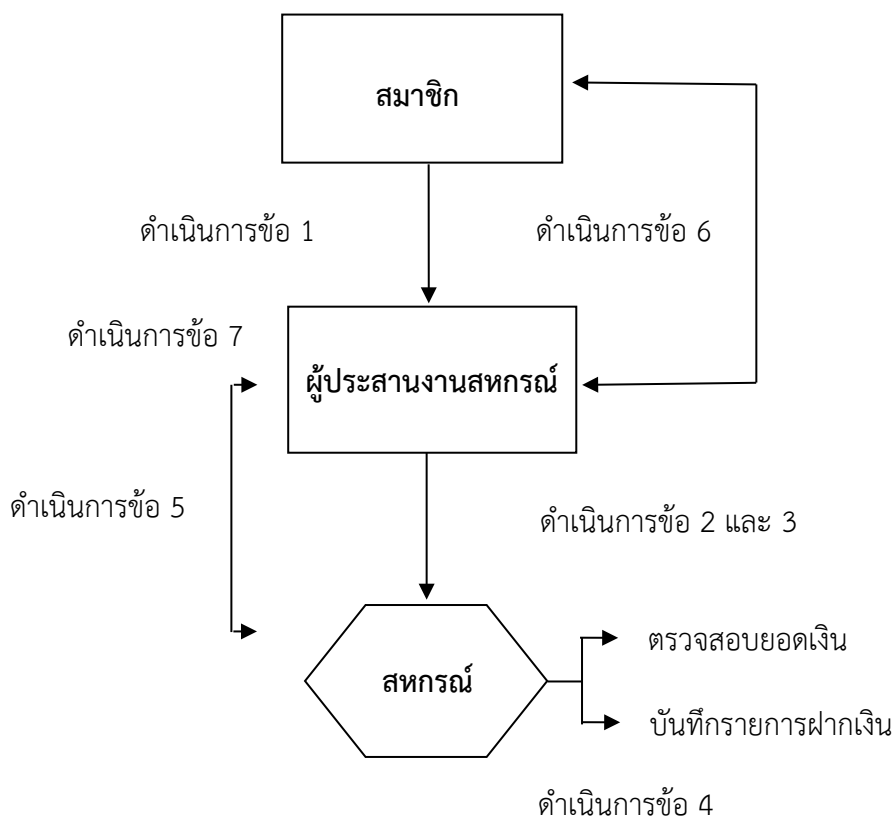 สมาชิก
ดำเนินการข้อ 1
ดำเนินการข้อ 6
ดำเนินการข้อ 7
ผู้ประสานงานสหกรณ์
ดำเนินการข้อ 5
ดำเนินการข้อ 2 และ 3
สหกรณ์
ตรวจสอบยอดเงิน
บันทึกรายการฝากเงิน
ดำเนินการข้อ 4